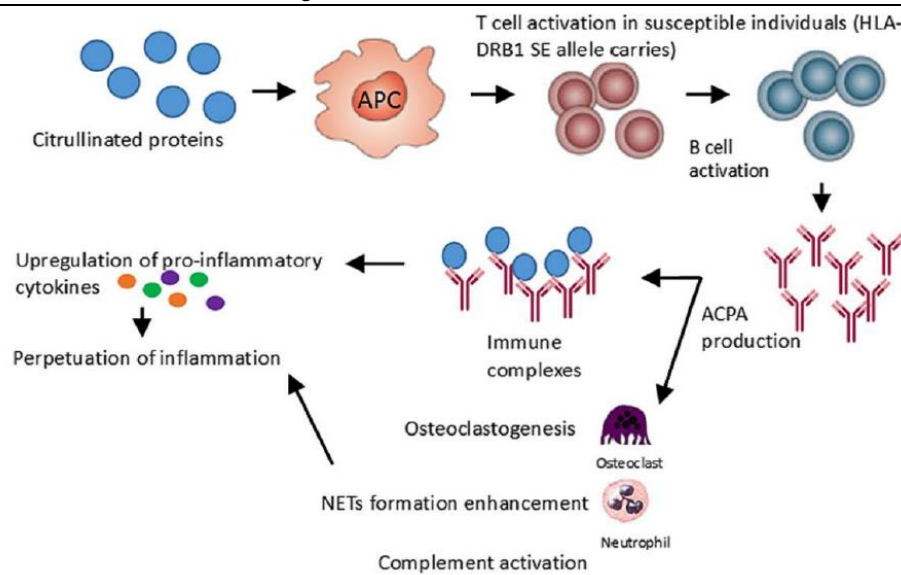 T cell activation in susceptible individuals (HLA-
DRB1 SE allele carries)
APC
Citrullinated proteins
B cell
activation
Upregulation of pro-inflammatory
cytokines
ACPA
production
Immune
complexes
Perpetuation of inflammation
Osteoclastogenesis
Osteoclast
NETs formation enhancement
Neutrophil
Complement activation